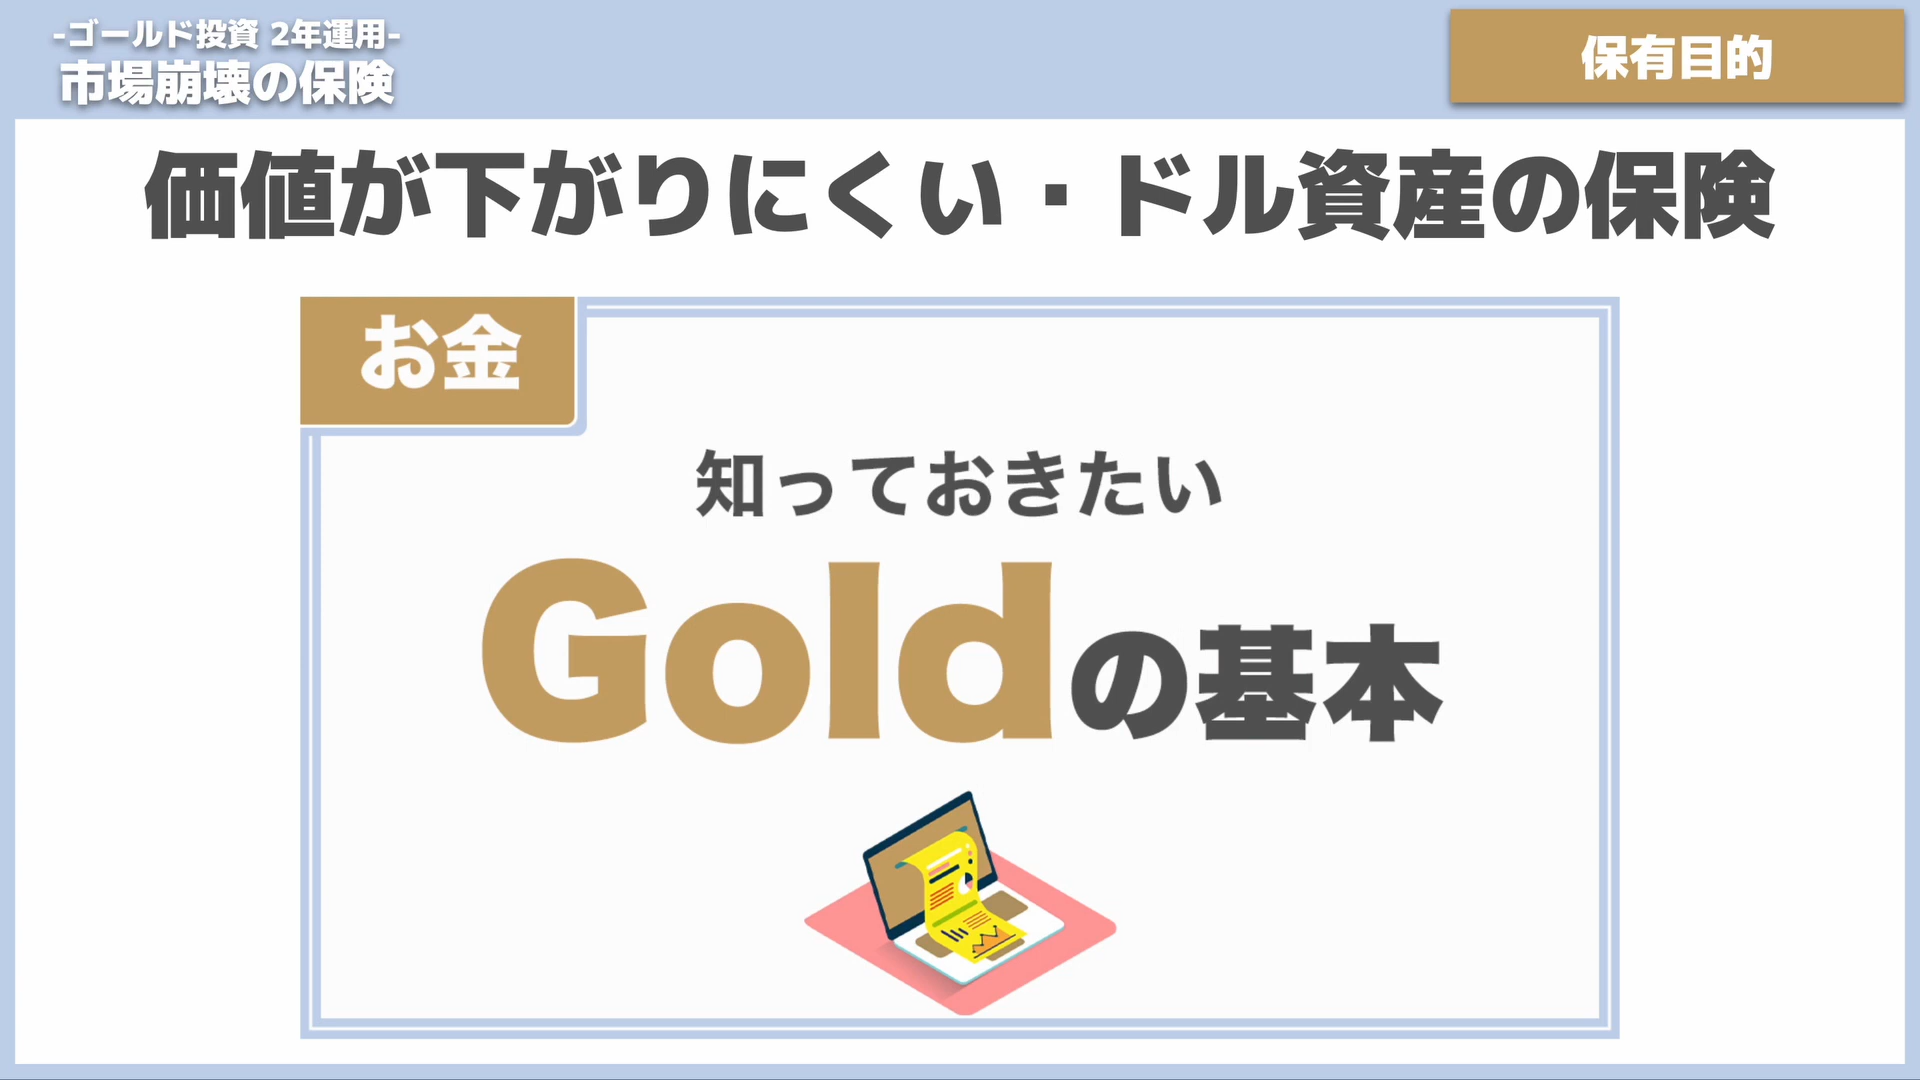 -ゴールド投資 2年運用-
市場崩壊の保険
保有目的
価値が下がりにくい・ドル資産の保険
お金
知っておきたい
Goldの基本